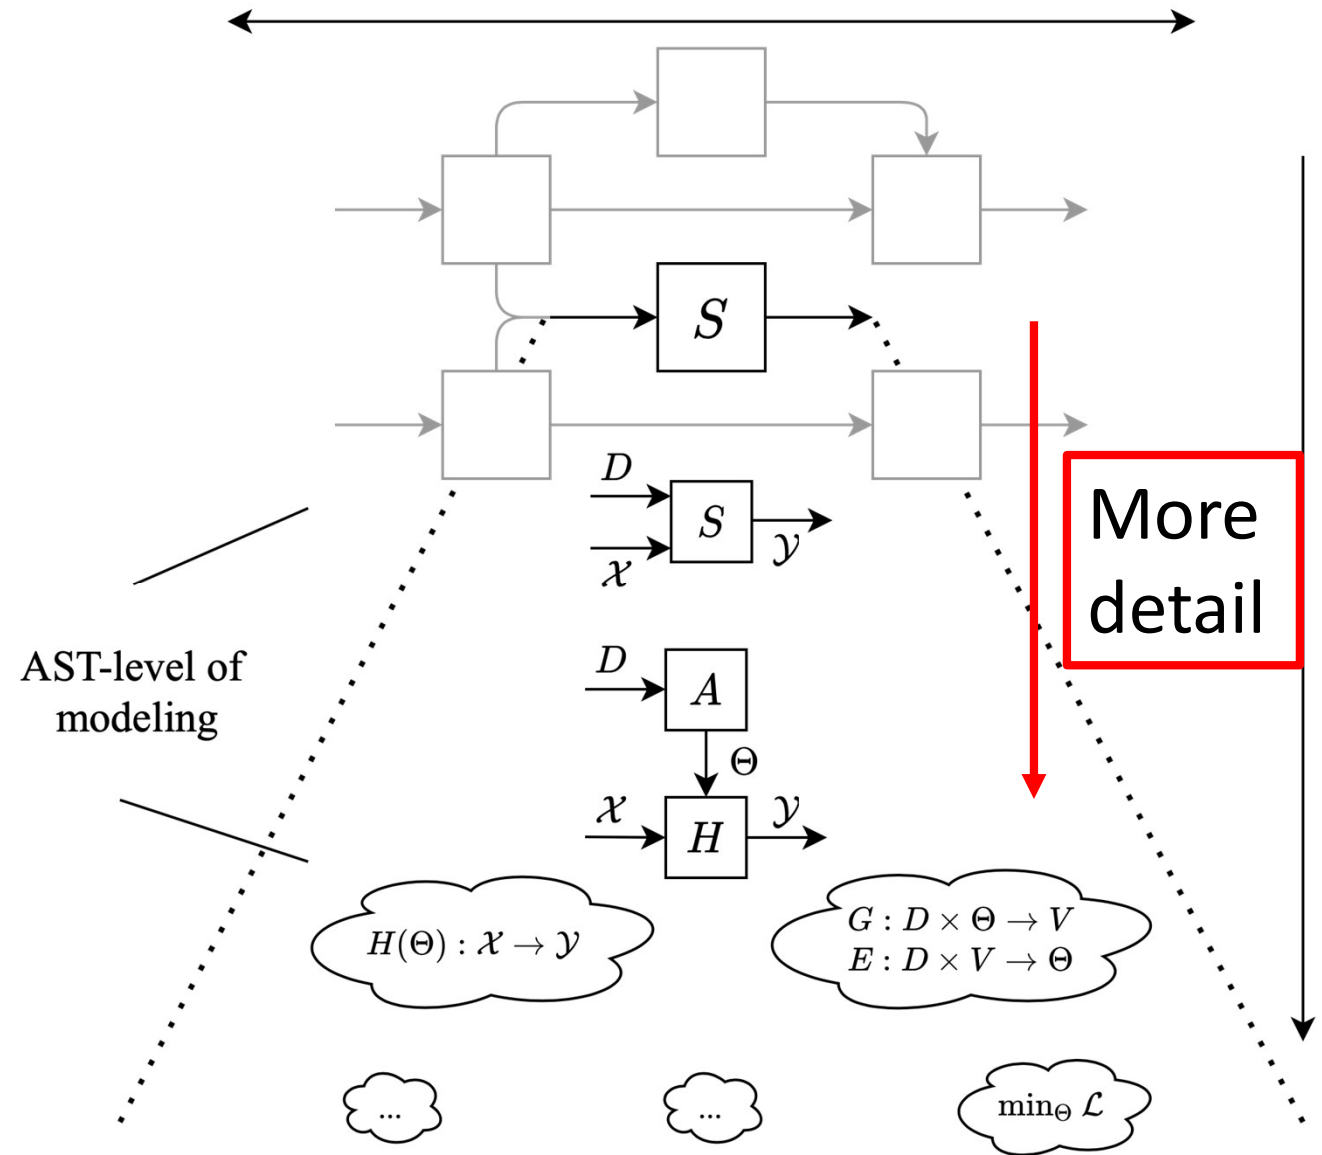 S
D
S
𝒳
𝒴
More
detail
AST-level of
modeling
D
A
Θ
𝒳
H
𝒴
H(Θ) : 𝒳 → 𝒴
G : D × Θ → V
E : D × V → Θ
...
...
min_Θ ℒ